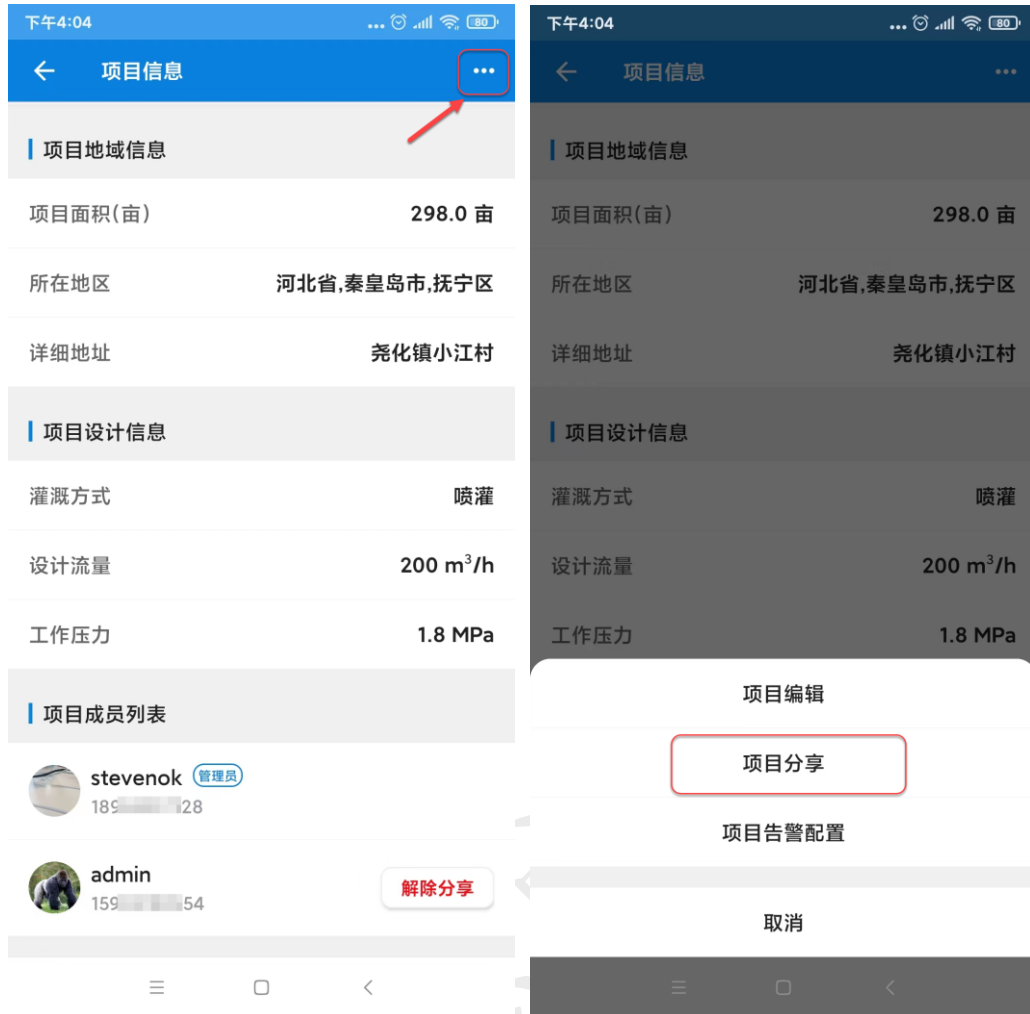 下午4:04
80
项目信息
项目地域信息
项目面积(亩) 298.0 亩
所在地区 河北省,秦皇岛市,抚宁区
详细地址 尧化镇小江村
项目设计信息
灌溉方式 喷灌
设计流量 200 m³/h
工作压力 1.8 MPa
项目成员列表
stevenok 管理员
189 28
admin
159 54
解除分享
下午4:04
80
项目信息
项目地域信息
项目面积(亩) 298.0 亩
所在地区 河北省,秦皇岛市,抚宁区
详细地址 尧化镇小江村
项目设计信息
灌溉方式 喷灌
设计流量 200 m³/h
工作压力 1.8 MPa
项目编辑
项目分享
项目告警配置
取消